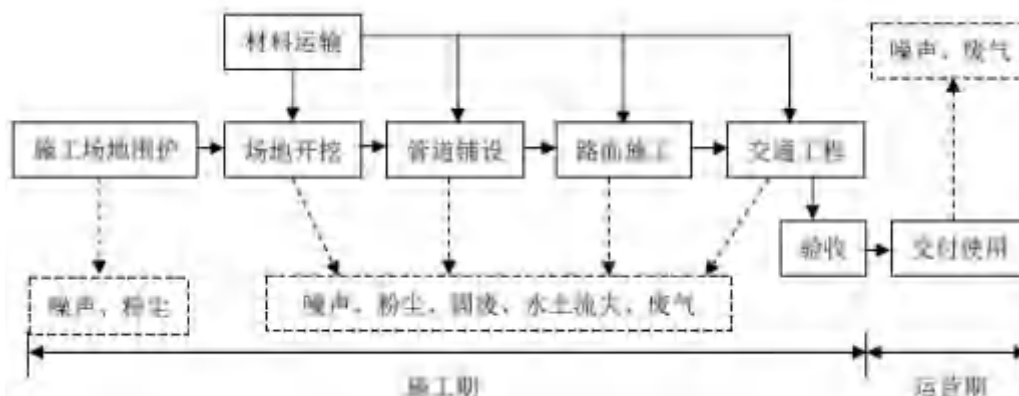 材料运输
噪声、废气
施工场地围护
场地开挖
管道铺设
路面施工
交通工程
验收
交付使用
噪声、粉尘
噪声、粉尘、固废、水土流失、废气
施工期
运营期